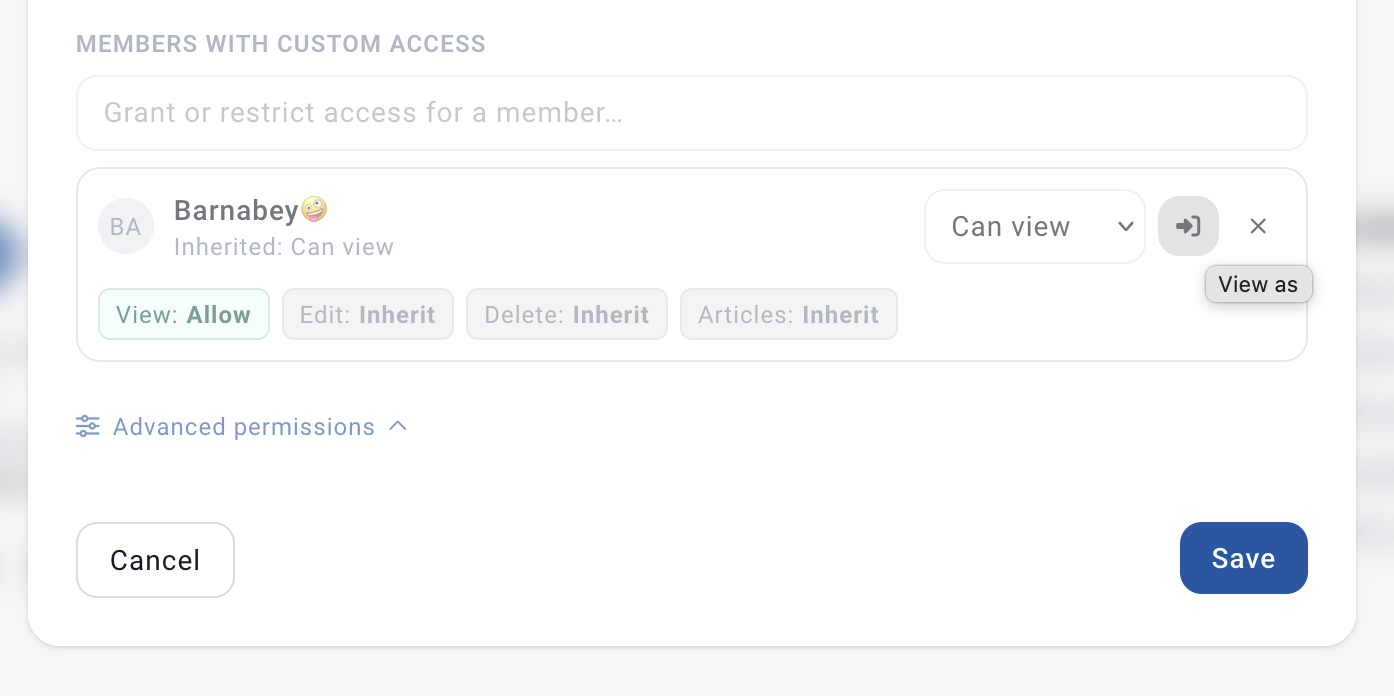 MEMBERS WITH CUSTOM ACCESS
Grant or restrict access for a member…
BA
Barnabey🤪
Inherited: Can view
Can view
View as
View: Allow
Edit: Inherit
Delete: Inherit
Articles: Inherit
Advanced permissions
Cancel
Save